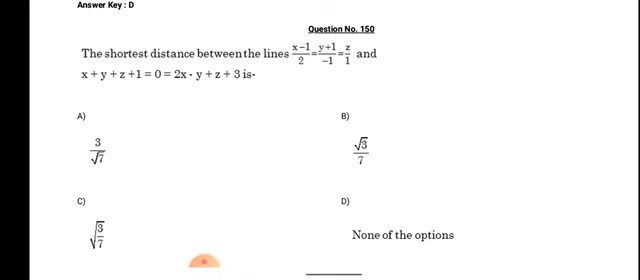 Answer Key : D
Question No. 150
The shortest distance between the lines x−1/2 = y+1/−1 = z/1 and
x + y + z +1 = 0 = 2x - y + z + 3 is-
A) B)
3/√7 √3/7
C) D)
√(3/7) None of the options